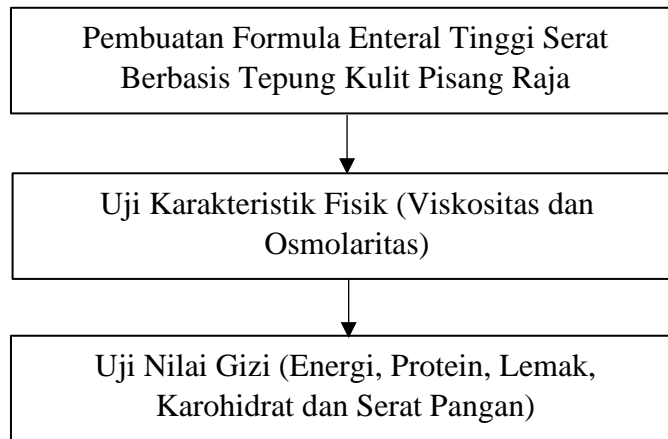 Pembuatan Formula Enteral Tinggi Serat
Berbasis Tepung Kulit Pisang Raja
Uji Karakteristik Fisik (Viskositas dan
Osmolaritas)
Uji Nilai Gizi (Energi, Protein, Lemak,
Karohidrat dan Serat Pangan)